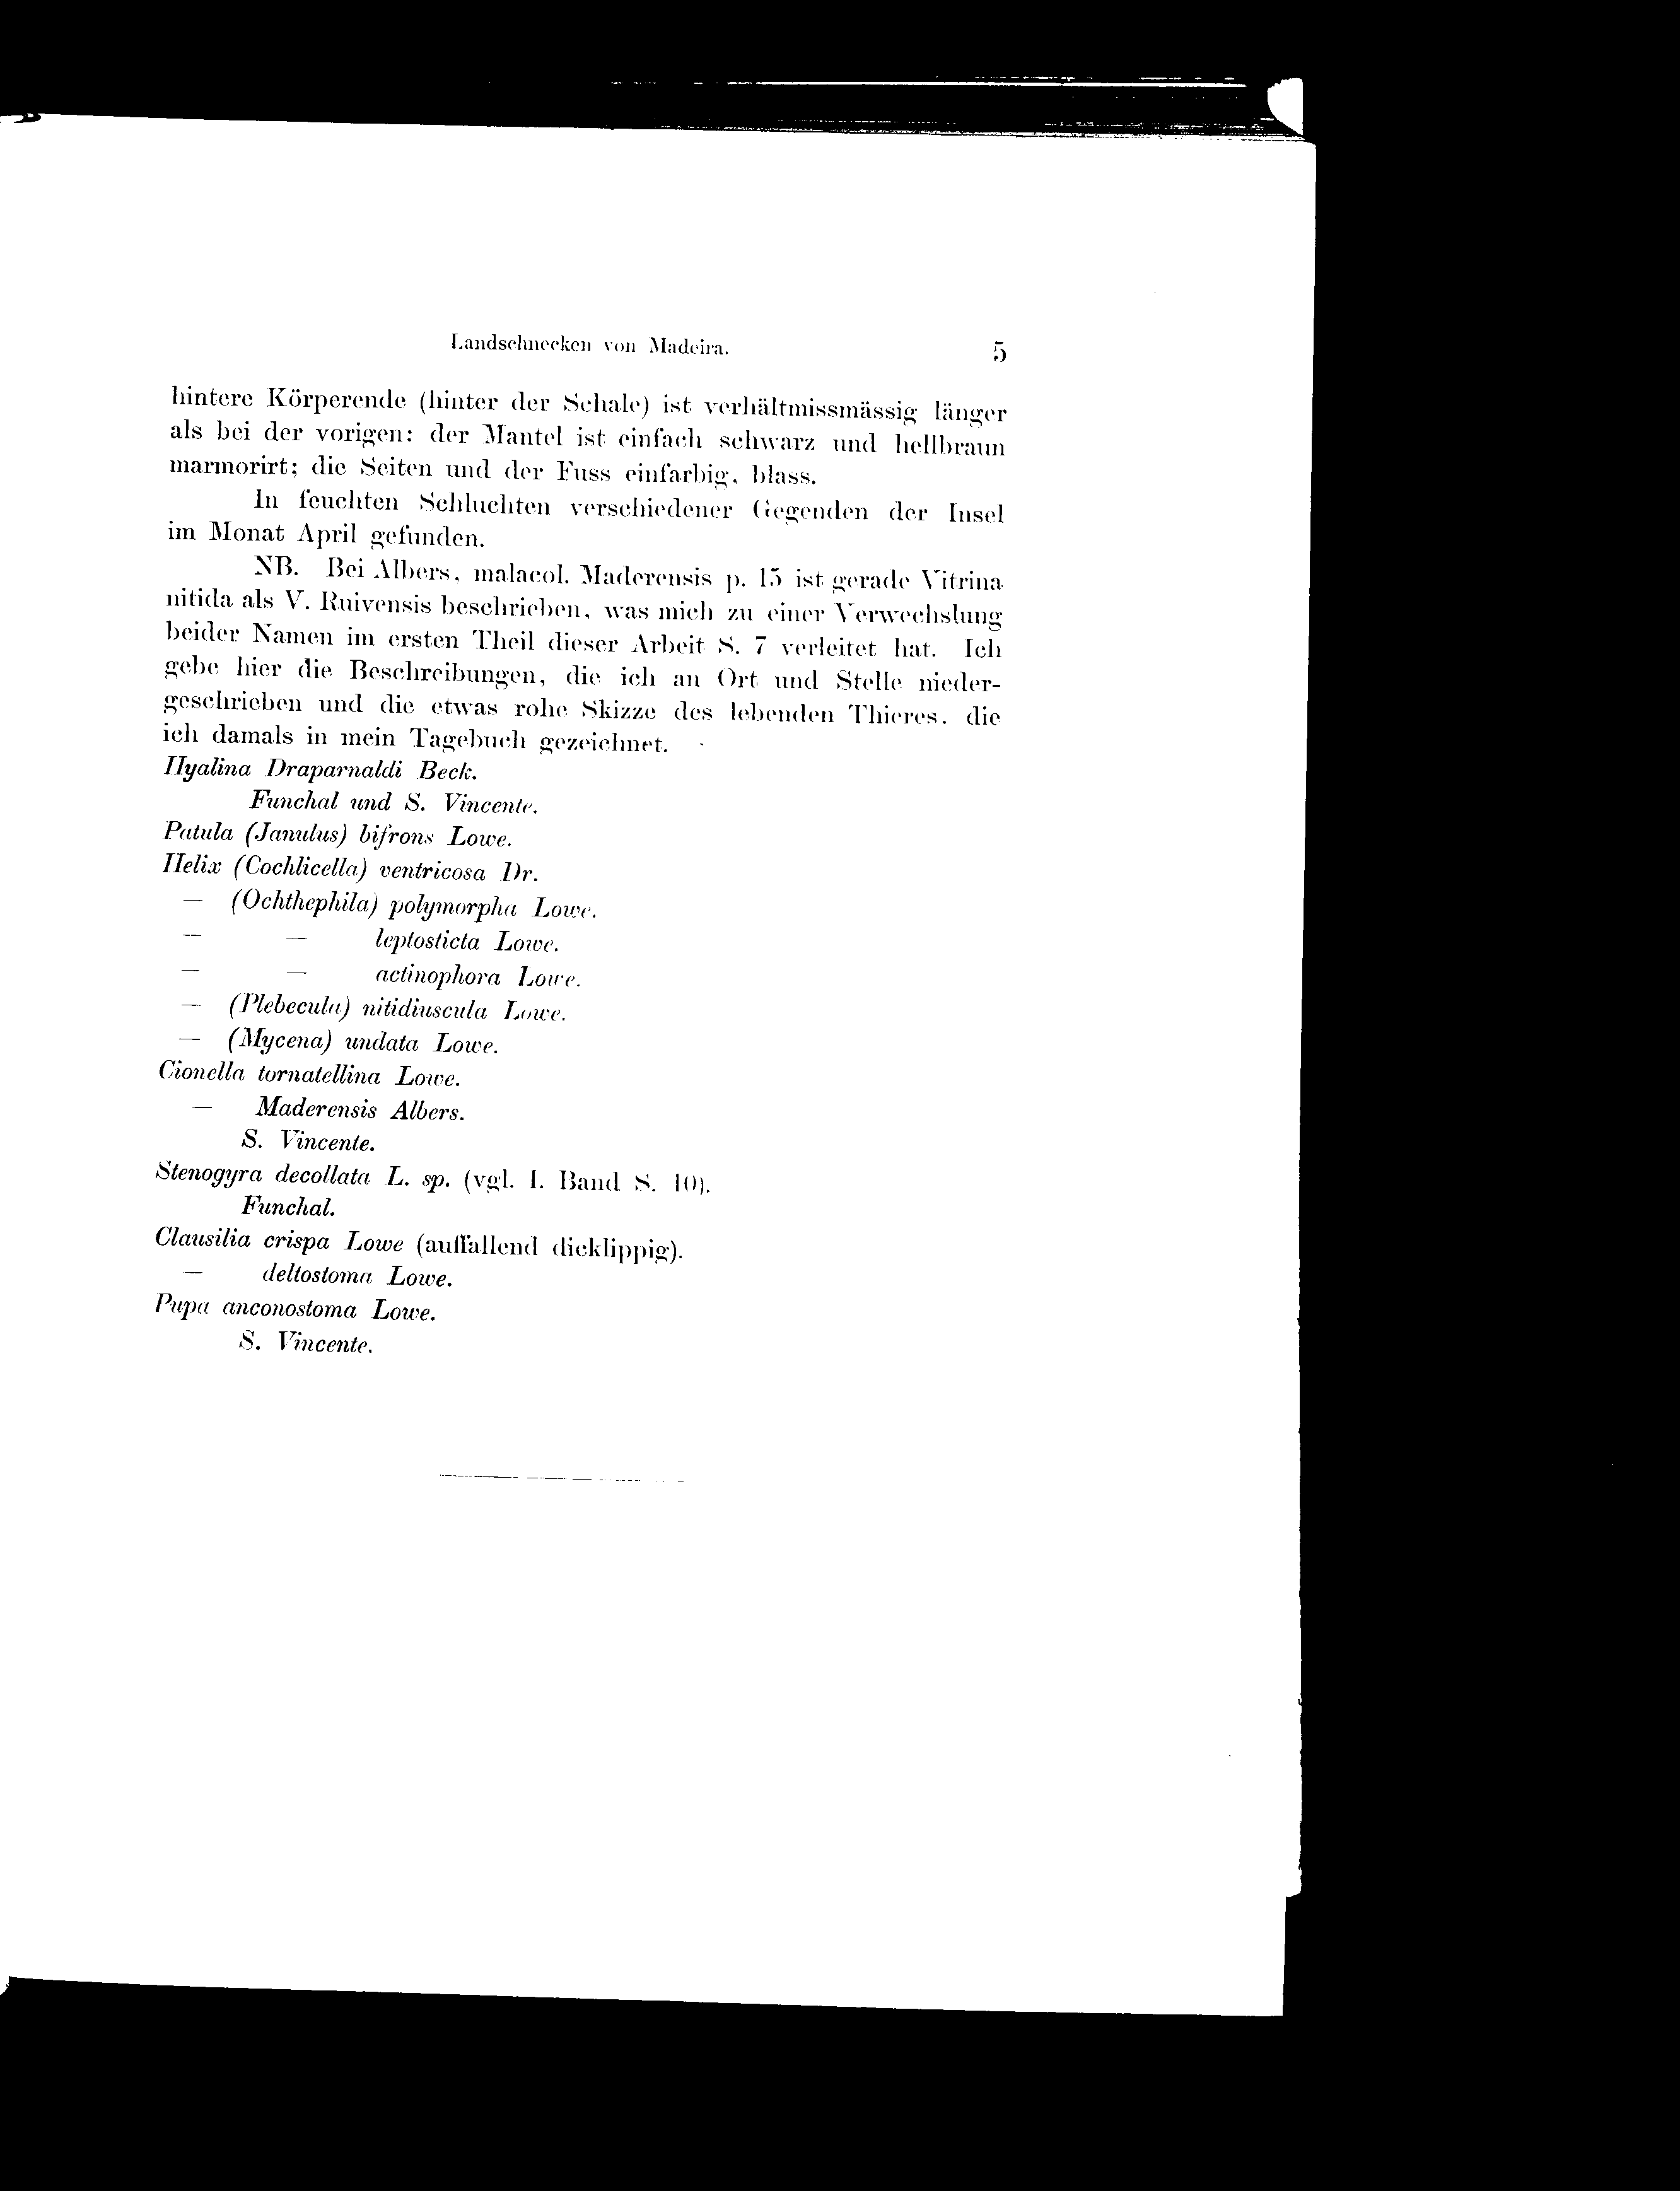 Landschnecken von Madeira. 5
hintere Körperende (hinter der Schale) ist verhältnissmässig länger
als bei der vorigen: der Mantel ist einfach schwarz und hellbraun
marmorirt; die Seiten und der Fuss einfarbig, blass.
In feuchten Schluchten verschiedener Gegenden der Insel
im Monat April gefunden.
NB. Bei Albers, malacol. Maderensis p. 15 ist gerade Vitrina
nitida als V. Ruivensis beschrieben, was mich zu einer Verwechslung
beider Namen im ersten Theil dieser Arbeit S. 7 verleitet hat. Ich
gebe hier die Beschreibungen, die ich an Ort und Stelle nieder-
geschrieben und die etwas rohe Skizze des lebenden Thieres, die
ich damals in mein Tagebuch gezeichnet.
Hyalina Draparnaldi Beck.
Funchal und S. Vincente.
Patula (Janulus) bifrons Lowe.
Helix (Cochlicella) ventricosa Dr.
— (Ochthephila) polymorpha Lowe.
— — leptosticta Lowe.
— — actinophora Lowe.
— (Plebecula) nitidiuscula Lowe.
— (Mycena) undata Lowe.
Cionella tornatellina Lowe.
— Maderensis Albers.
S. Vincente.
Stenogyra decollata L. sp. (vgl. I. Band S. 10).
Funchal.
Clausilia crispa Lowe (auffallend dicklippig).
— deltostoma Lowe.
Pupa anconostoma Lowe.
S. Vincente.